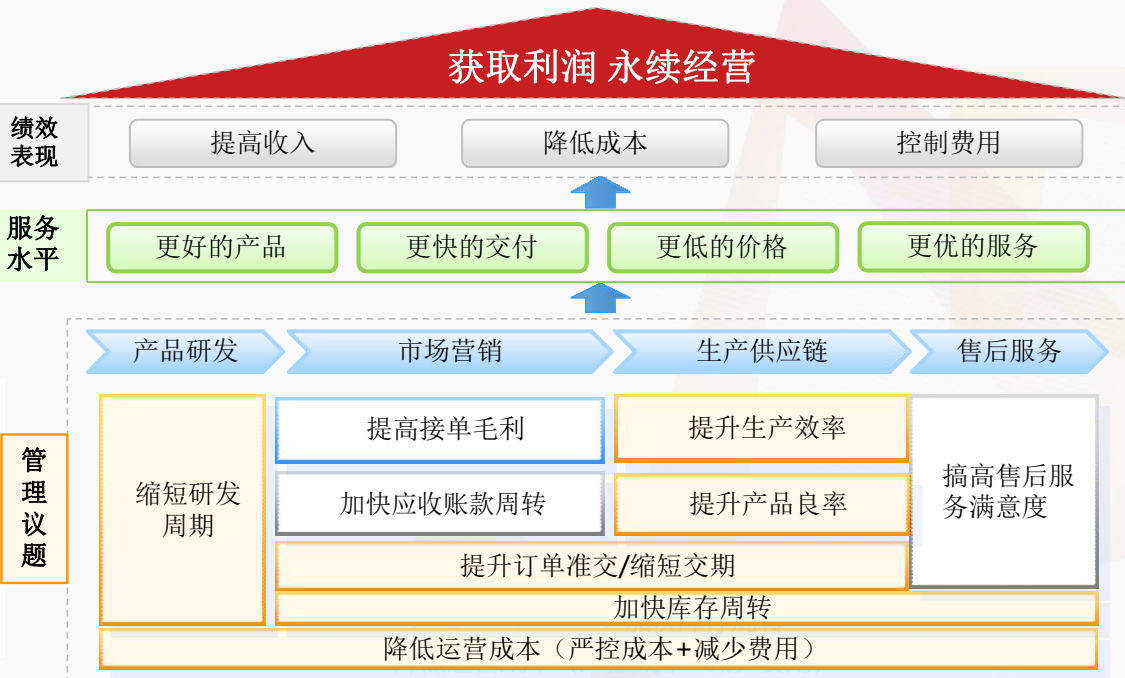 获取利润 永续经营
绩效
表现
提高收入
降低成本
控制费用
服务
水平
更好的产品
更快的交付
更低的价格
更优的服务
产品研发
市场营销
生产供应链
售后服务
管
理
议
题
缩短研发
周期
提高接单毛利
提升生产效率
加快应收账款周转
提升产品良率
搞高售后服
务满意度
提升订单准交/缩短交期
加快库存周转
降低运营成本（严控成本+减少费用）